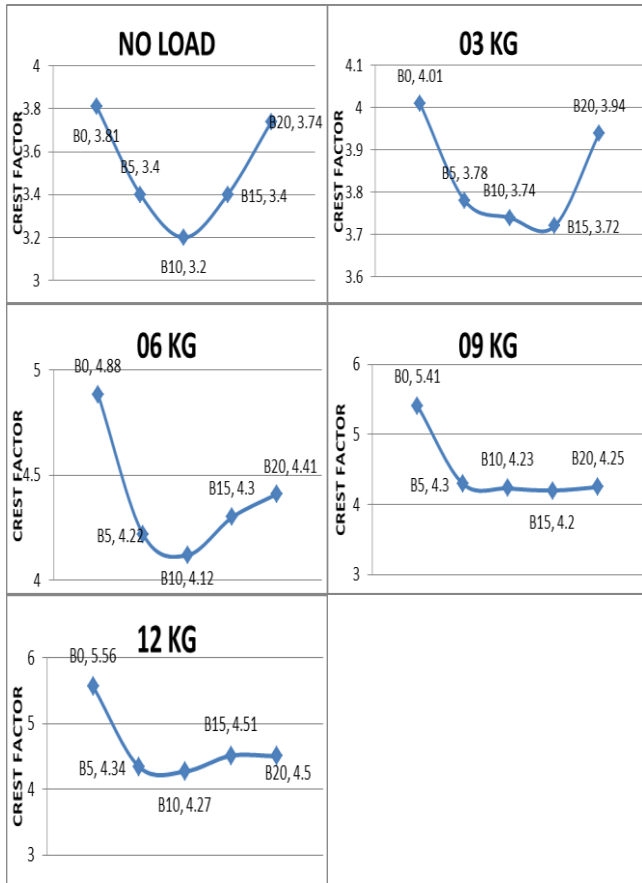 NO LOAD
CREST FACTOR
4
3.8
3.6
3.4
3.2
3
B0, 3.81
B5, 3.4
B10, 3.2
B15, 3.4
B20, 3.74
03 KG
CREST FACTOR
4.1
4
3.9
3.8
3.7
3.6
B0, 4.01
B5, 3.78
B10, 3.74
B15, 3.72
B20, 3.94
06 KG
CREST FACTOR
5
4.5
4
B0, 4.88
B5, 4.22
B10, 4.12
B15, 4.3
B20, 4.41
09 KG
CREST FACTOR
6
5
4
3
B0, 5.41
B5, 4.3
B10, 4.23
B15, 4.2
B20, 4.25
12 KG
CREST FACTOR
6
5
4
3
B0, 5.56
B5, 4.34
B10, 4.27
B15, 4.51
B20, 4.5